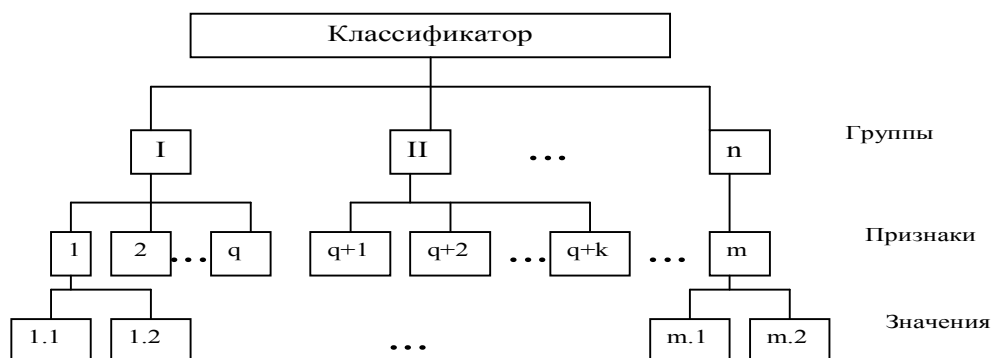 Классификатор
I II ... n Группы
1 2 ... q q+1 q+2 ... q+k ... m Признаки
1.1 1.2 ... m.1 m.2 Значения